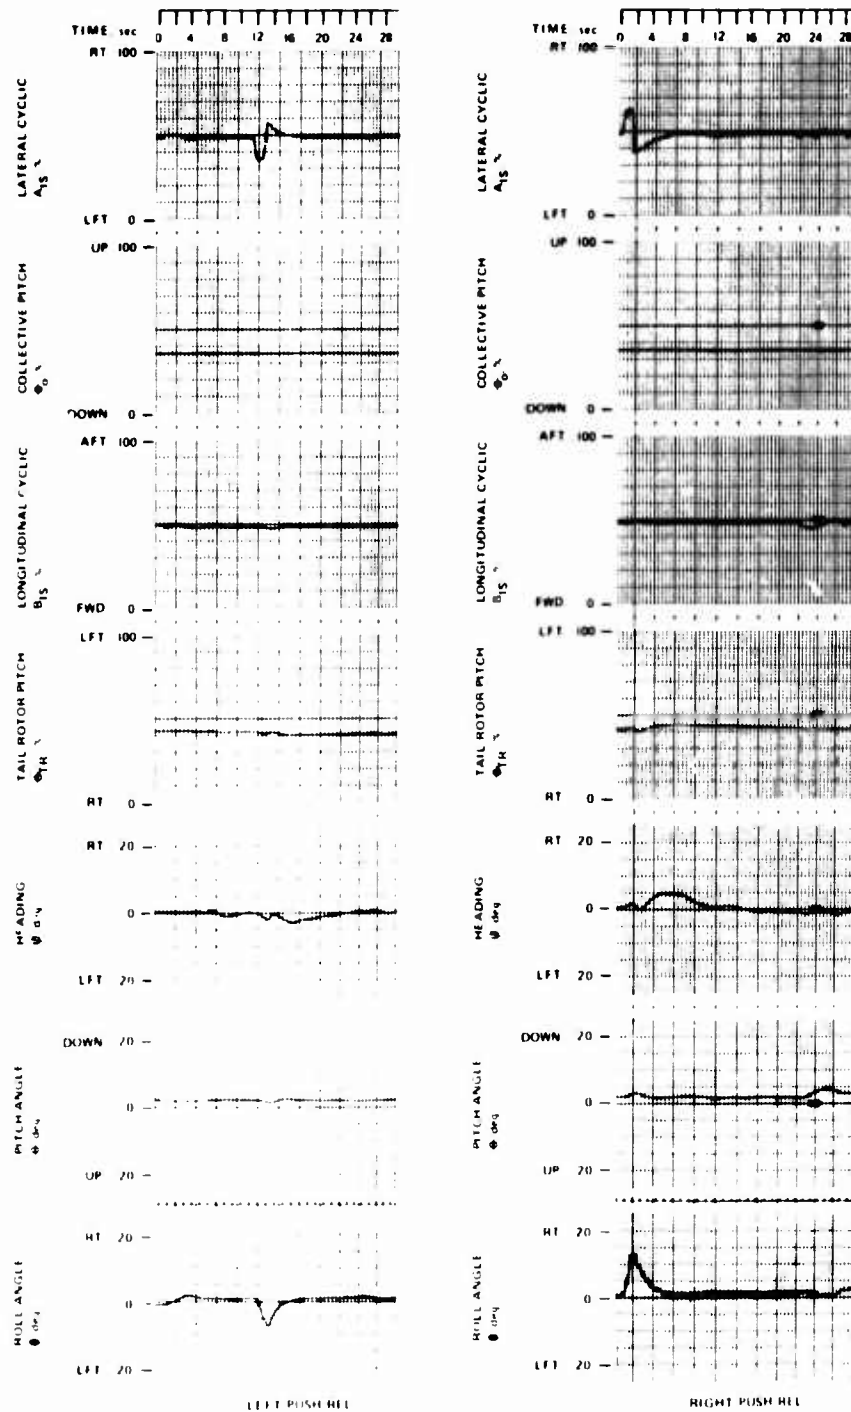 TIME sec 0 4 8 12 16 20 24 28
RT 100
LATERAL CYCLIC
A1S %
LFT 0
UP 100
COLLECTIVE PITCH
%
DOWN 0
AFT 100
LONGITUDINAL CYCLIC
B1S %
FWD 0
LFT 100
TAIL ROTOR PITCH
TR %
RT 0
RT 20
HEADING
ψ deg
0
LFT 20
DOWN 20
PITCH ANGLE
deg
0
UP 20
RT 20
ROLL ANGLE
deg
0
LFT 20
LEFT PUSH REL
TIME sec 0 4 8 12 16 20 24 28
RT 100
LATERAL CYCLIC
A1S %
LFT 0
UP 100
COLLECTIVE PITCH
%
DOWN 0
AFT 100
LONGITUDINAL CYCLIC
B1S %
FWD 0
LFT 100
TAIL ROTOR PITCH
TR %
RT 0
RT 20
HEADING
ψ deg
0
LFT 20
DOWN 20
PITCH ANGLE
deg
0
UP 20
RT 20
ROLL ANGLE
deg
0
LFT 20
RIGHT PUSH REL